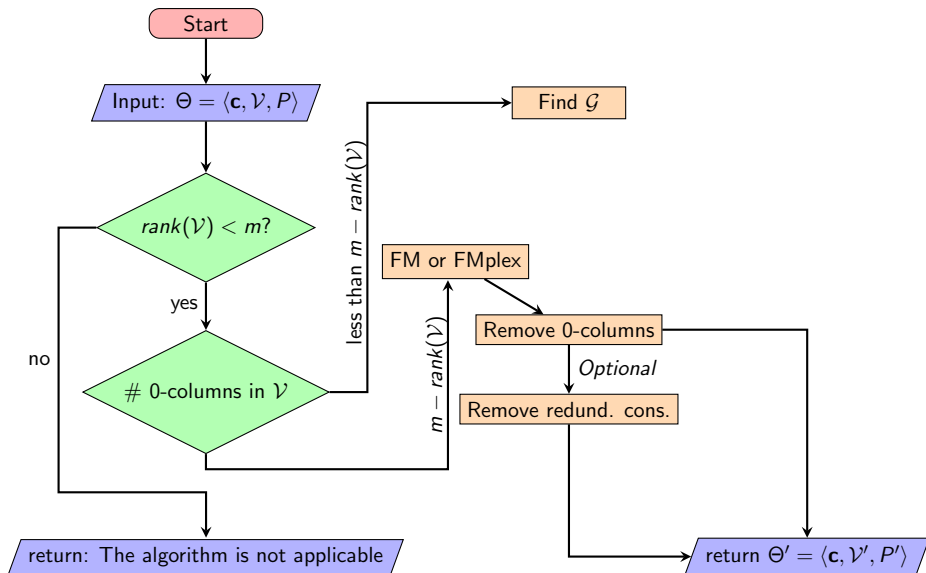 Start
Input: Θ = ⟨𝐜, 𝒱, P⟩
Find 𝒢
less than m − rank(𝒱)
rank(𝒱) < m?
FM or FMplex
yes
Remove 0-columns
m − rank(𝒱)
no
Optional
# 0-columns in 𝒱
Remove redund. cons.
return: The algorithm is not applicable
return Θ′ = ⟨𝐜, 𝒱′, P′⟩